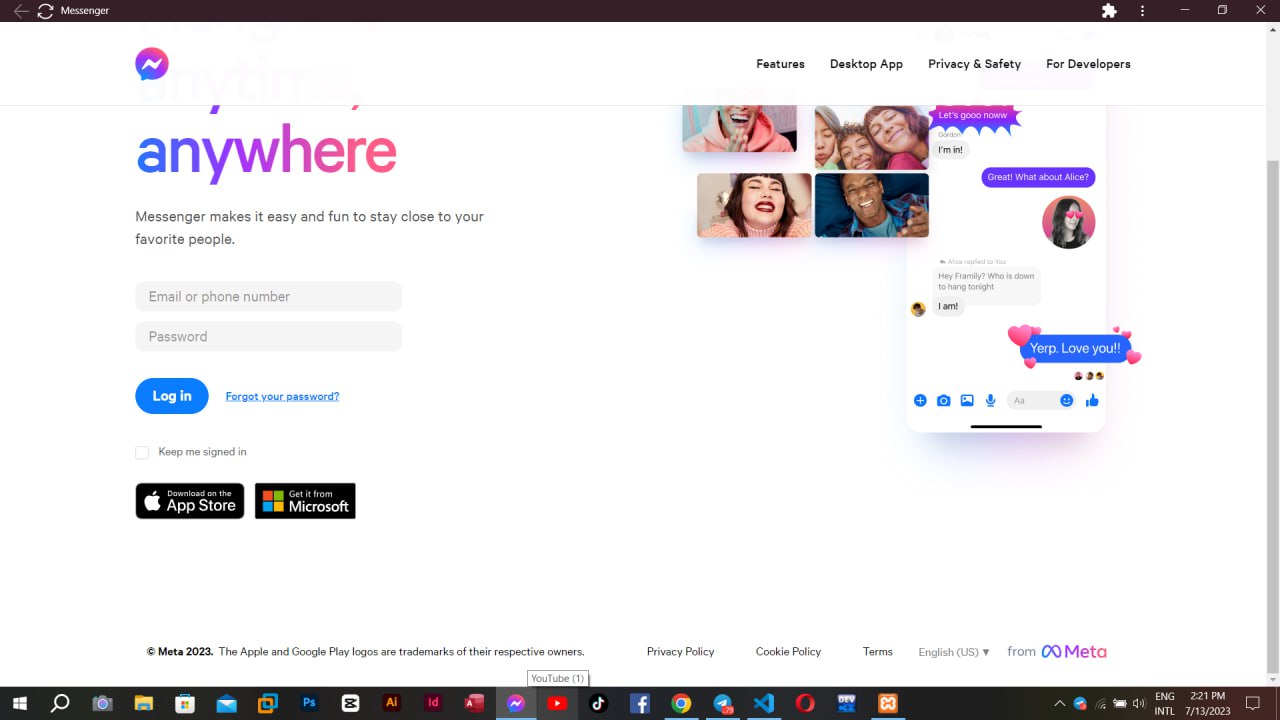 Messenger
Features
Desktop App
Privacy & Safety
For Developers
anytime,
anywhere
Messenger makes it easy and fun to stay close to your
favorite people.
Email or phone number
Password
Log in
Forgot your password?
Keep me signed in
Download on the
App Store
Get it from
Microsoft
Let's gooo noww
Gordon
I'm in!
Great! What about Alice?
Alice replied to You
Hey Framily? Who is down
to hang tonight
I am!
Yerp. Love you!!
Aa
© Meta 2023. The Apple and Google Play logos are trademarks of their respective owners.
Privacy Policy
Cookie Policy
Terms
English (US) ▼
from Meta
YouTube (1)
Ps
Ai
Id
A
79
DEV
ENG
INTL
2:21 PM
7/13/2023